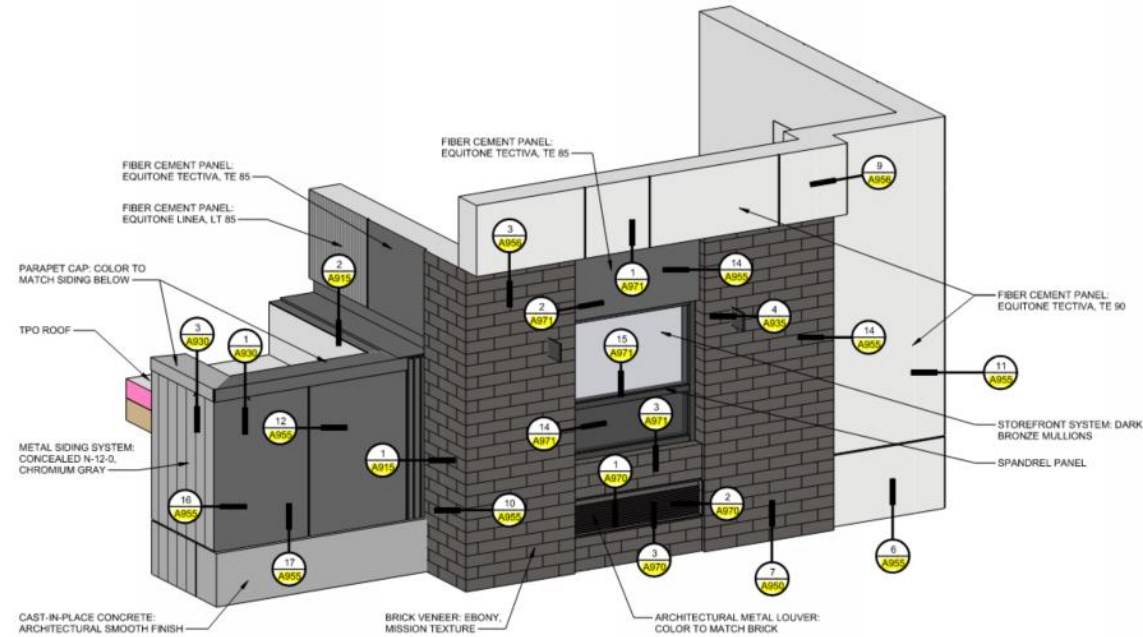 FIBER CEMENT PANEL:
EQUITONE TECTIVA, TE 85
FIBER CEMENT PANEL:
EQUITONE LINEA, LT 85
PARAPET CAP: COLOR TO
MATCH SIDING BELOW
TPO ROOF
METAL SIDING SYSTEM:
CONCEALED N-12-0,
CHROMIUM GRAY
CAST-IN-PLACE CONCRETE:
ARCHITECTURAL SMOOTH FINISH
FIBER CEMENT PANEL:
EQUITONE TECTIVA, TE 85
9
A956
3
A956
2
A915
1
A971
14
A955
2
A971
4
A935
14
A955
3
A930
1
A930
15
A971
11
A955
12
A955
14
A971
3
A971
1
A915
1
A970
2
A970
16
A955
10
A955
17
A955
3
A970
7
A950
6
A955
FIBER CEMENT PANEL:
EQUITONE TECTIVA, TE 90
STOREFRONT SYSTEM: DARK
BRONZE MULLIONS
SPANDREL PANEL
BRICK VENEER: EBONY,
MISSION TEXTURE
ARCHITECTURAL METAL LOUVER:
COLOR TO MATCH BRICK